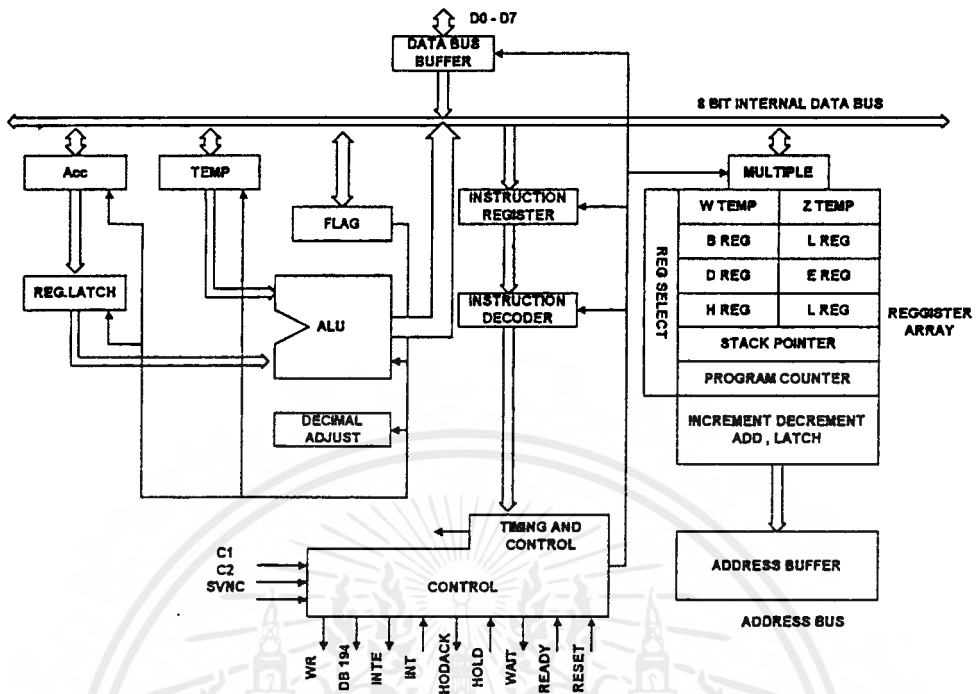 D0 - D7
DATA BUS
BUFFER
8 BIT INTERNAL DATA BUS
Acc
TEMP
FLAG
INSTRUCTION
REGISTER
MULTIPLE
REG SELECT
W TEMP
Z TEMP
B REG
L REG
D REG
E REG
H REG
L REG
STACK POINTER
PROGRAM COUNTER
INCREMENT DECREMENT
ADD , LATCH
REGGISTER
ARRAY
REG.LATCH
ALU
INSTRUCTION
DECODER
DECIMAL
ADJUST
TIMING AND
CONTROL
CONTROL
C1
C2
SVNC
ADDRESS BUFFER
ADDRESS BUS
WR
DB 194
INTE
INT
HODACK
HOLD
WAIT
READY
RESET